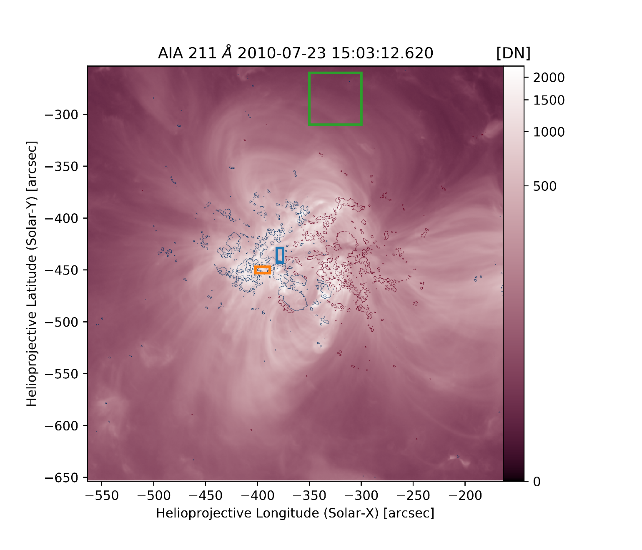 AIA 211 Å 2010-07-23 15:03:12.620
[DN]
2000
1500
1000
500
0
−300
−350
−400
−450
−500
−550
−600
−650
Helioprojective Latitude (Solar-Y) [arcsec]
−550 −500 −450 −400 −350 −300 −250 −200
Helioprojective Longitude (Solar-X) [arcsec]